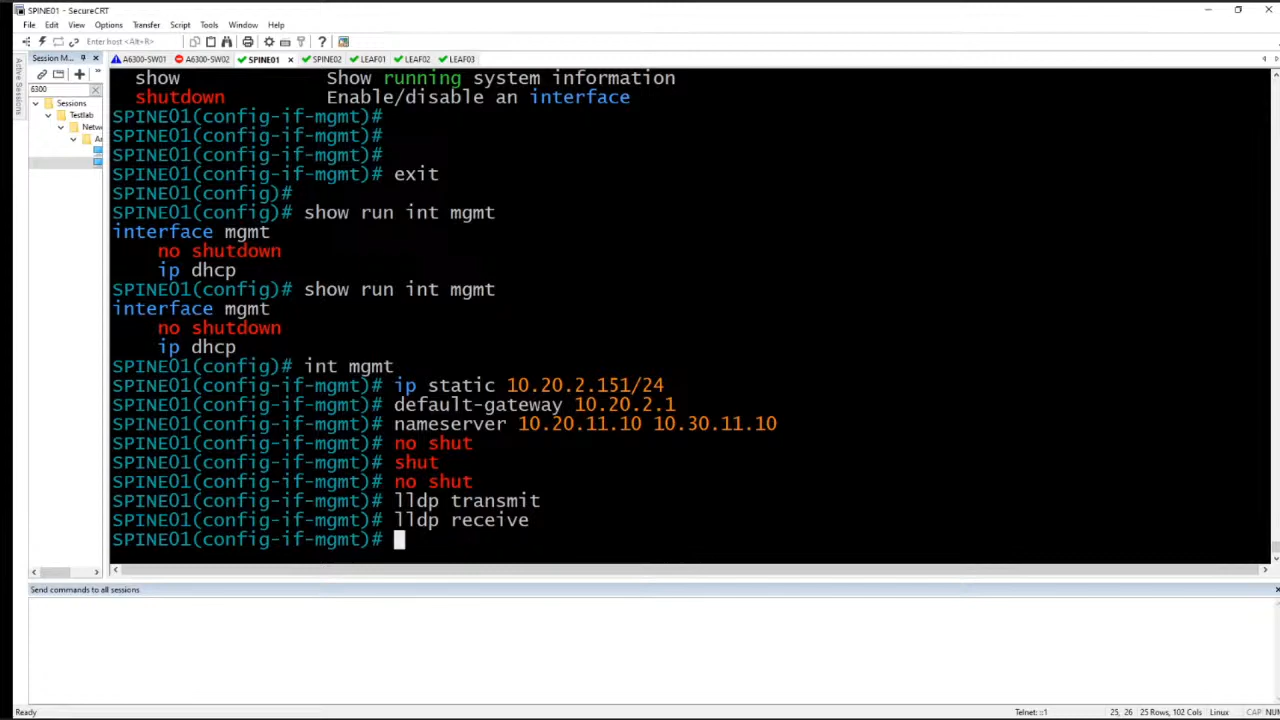 SPINE01 - SecureCRT
File Edit View Options Transfer Script Tools Window Help
Enter host <Alt+R>
Session M...
A6300-SW01 A6300-SW02 SPINE01 SPINE02 LEAF01 LEAF02 LEAF03
Active Sessions
6300
Sessions
Testlab
Netw
show Show running system information
shutdown Enable/disable an interface
SPINE01(config-if-mgmt)#
SPINE01(config-if-mgmt)#
SPINE01(config-if-mgmt)#
SPINE01(config-if-mgmt)# exit
SPINE01(config)#
SPINE01(config)# show run int mgmt
interface mgmt
no shutdown
ip dhcp
SPINE01(config)# show run int mgmt
interface mgmt
no shutdown
ip dhcp
SPINE01(config)# int mgmt
SPINE01(config-if-mgmt)# ip static 10.20.2.151/24
SPINE01(config-if-mgmt)# default-gateway 10.20.2.1
SPINE01(config-if-mgmt)# nameserver 10.20.11.10 10.30.11.10
SPINE01(config-if-mgmt)# no shut
SPINE01(config-if-mgmt)# shut
SPINE01(config-if-mgmt)# no shut
SPINE01(config-if-mgmt)# lldp transmit
SPINE01(config-if-mgmt)# lldp receive
SPINE01(config-if-mgmt)#
Send commands to all sessions
Ready Telnet: ::1 25, 26 25 Rows, 102 Cols Linux CAP NUM